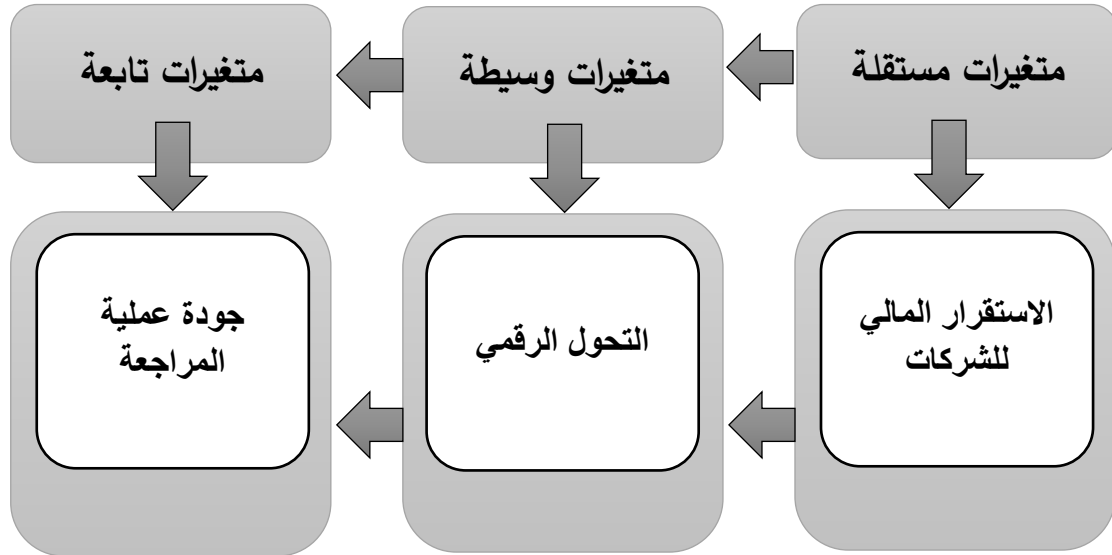 متغيرات مستقلة
متغيرات وسيطة
متغيرات تابعة
الاستقرار المالي
للشركات
التحول الرقمي
جودة عملية
المراجعة